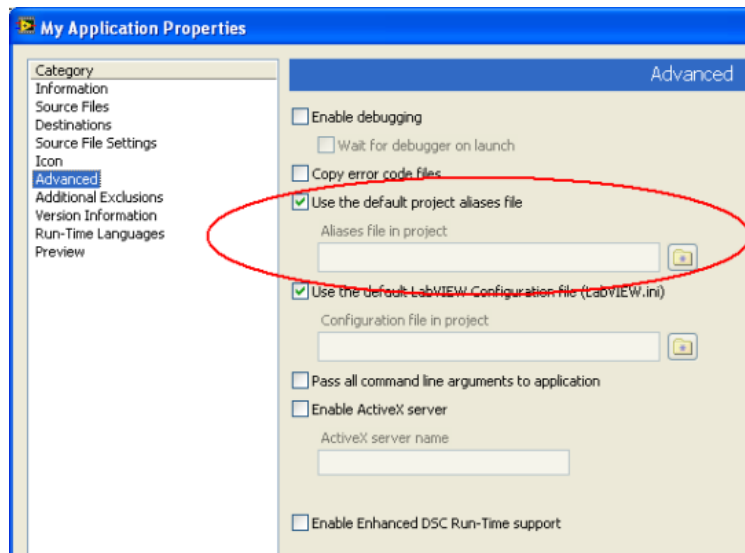 My Application Properties
Category
Information
Source Files
Destinations
Source File Settings
Icon
Advanced
Additional Exclusions
Version Information
Run-Time Languages
Preview
Advanced
Enable debugging
Wait for debugger on launch
Copy error code files
Use the default project aliases file
Aliases file in project
Use the default LabVIEW Configuration file (LabVIEW.ini)
Configuration file in project
Pass all command line arguments to application
Enable ActiveX server
ActiveX server name
Enable Enhanced DSC Run-Time support